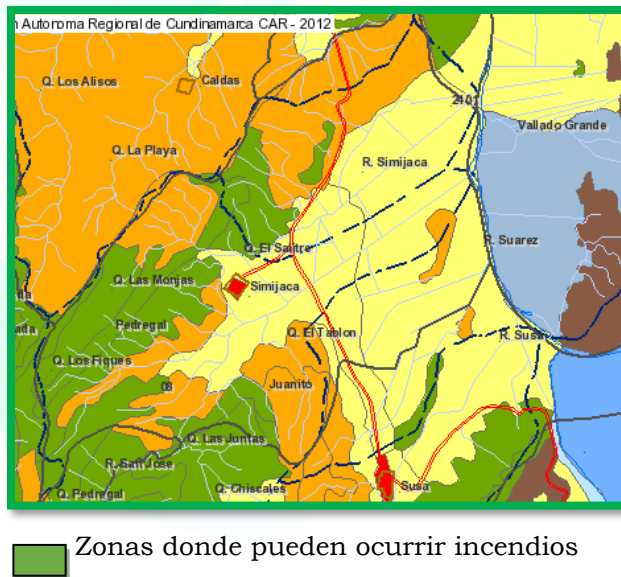 n Autoroma Regional de Cundinamarca CAR - 2012
Q. Los Alisos
Caldas
2101
Vallado Grande
Q. La Playa
R. Simijaca
Q. El Salitre
R. Suarez
Q. Las Monjas
Simijaca
da
ada
Pedregal
Q. El Tablon
R. Susa
Q. Los Fiques
08
Juanito
Q. Las Juntas
R. San Jose
Q. Pedregal
Q. Chiscales
Susa
Zonas donde pueden ocurrir incendios